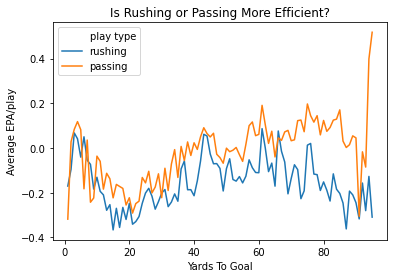 Is Rushing or Passing More Efficient?
play type
rushing
passing
Average EPA/play
0.4
0.2
0.0
−0.2
−0.4
0
20
40
60
80
Yards To Goal